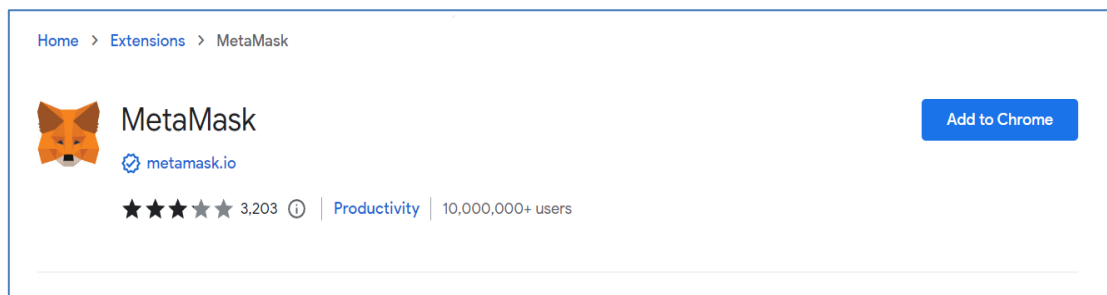 Home > Extensions > MetaMask
MetaMask
Add to Chrome
metamask.io
3,203 | Productivity | 10,000,000+ users